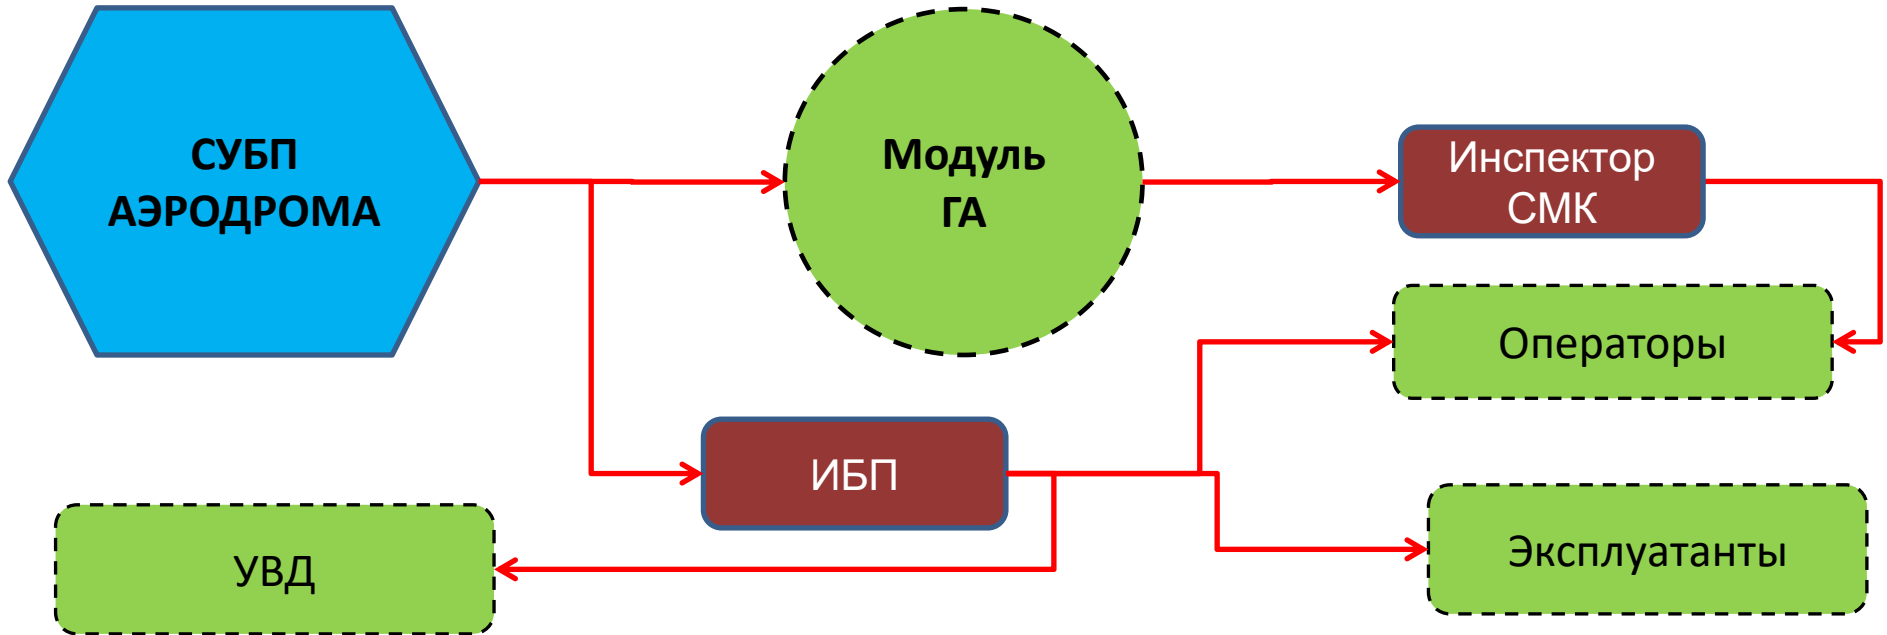 СУБП
АЭРОДРОМА
Модуль
ГА
Инспектор
СМК
Операторы
ИБП
УВД
Эксплуатанты